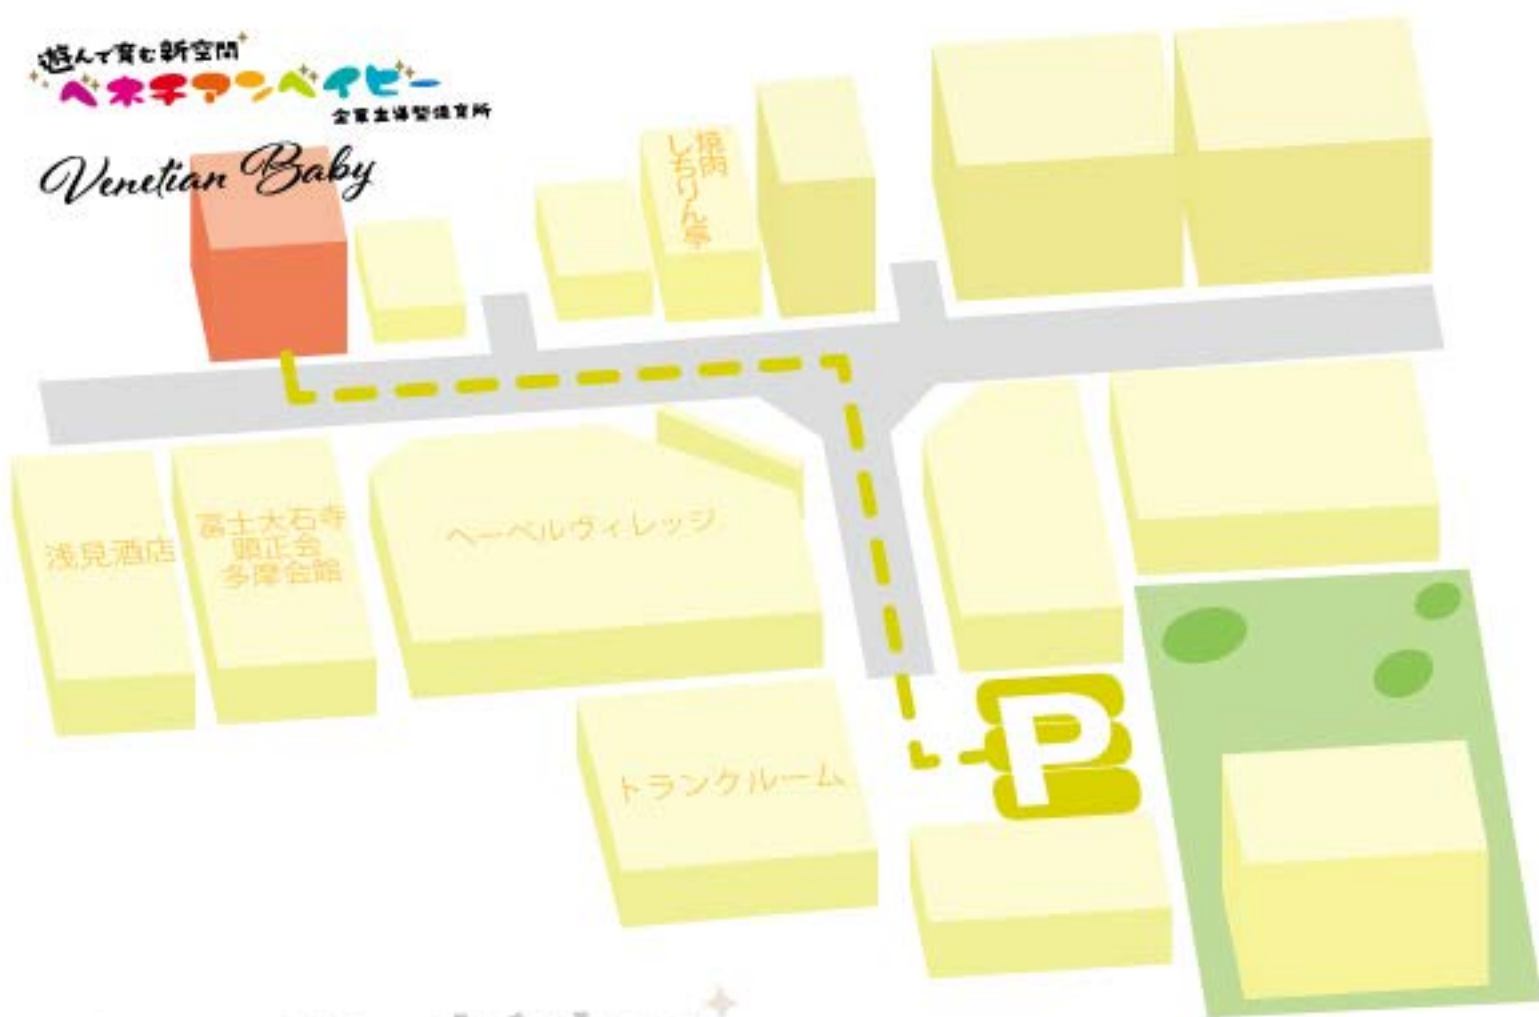 遊んで育む新空間
ベネチアンベイビー
企業主導型保育所
Venetian Baby
焼肉
しちりん亭
浅見酒店
富士大石寺
顕正会
多摩会館
ヘーベルヴィレッジ
トランクルーム
P